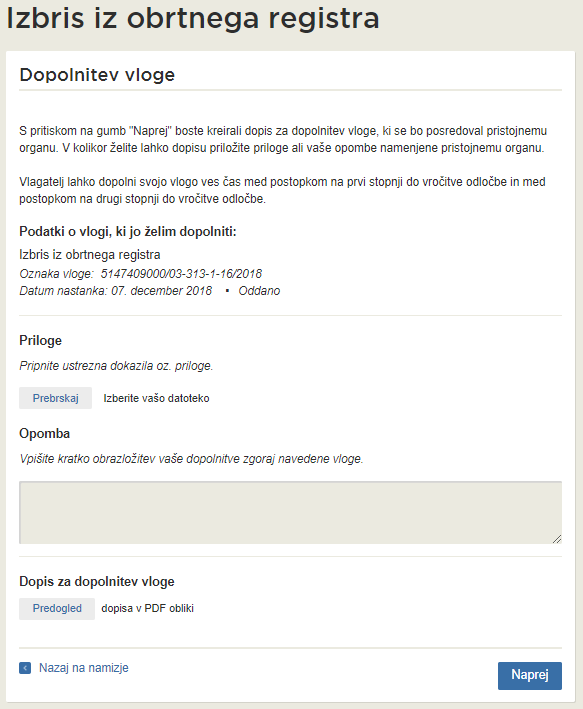 Izbris iz obrtnega registra
Dopolnitev vloge
S pritiskom na gumb "Naprej" boste kreirali dopis za dopolnitev vloge, ki se bo posredoval pristojnemu
organu. V kolikor želite lahko dopisu priložite priloge ali vaše opombe namenjene pristojnemu organu.
Vlagatelj lahko dopolni svojo vlogo ves čas med postopkom na prvi stopnji do vročitve odločbe in med
postopkom na drugi stopnji do vročitve odločbe.
Podatki o vlogi, ki jo želim dopolniti:
Izbris iz obrtnega registra
Oznaka vloge: 5147409000/03-313-1-16/2018
Datum nastanka: 07. december 2018 • Oddano
Priloge
Pripnite ustrezna dokazila oz. priloge.
Prebrskaj Izberite vašo datoteko
Opomba
Vpišite kratko obrazložitev vaše dopolnitve zgoraj navedene vloge.
Dopis za dopolnitev vloge
Predogled dopisa v PDF obliki
Nazaj na namizje
Naprej